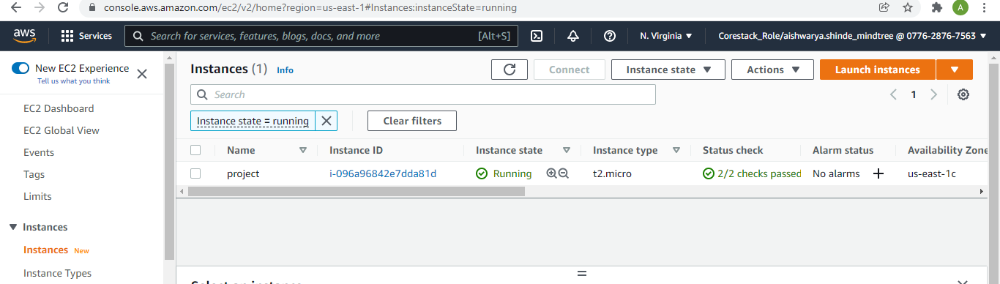 console.aws.amazon.com/ec2/v2/home?region=us-east-1#Instances:instanceState=running
A
aws
Services
Search for services, features, blogs, docs, and more
[Alt+S]
N. Virginia
Corestack_Role/aishwarya.shinde_mindtree @ 0776-2876-7563
New EC2 Experience
Tell us what you think
EC2 Dashboard
EC2 Global View
Events
Tags
Limits
Instances
Instances New
Instance Types
Instances (1) Info
Connect
Instance state
Actions
Launch instances
Search
1
Instance state = running
Clear filters
Name Instance ID Instance state Instance type Status check Alarm status Availability Zone
project i-096a96842e7dda81d Running t2.micro 2/2 checks passed No alarms + us-east-1c